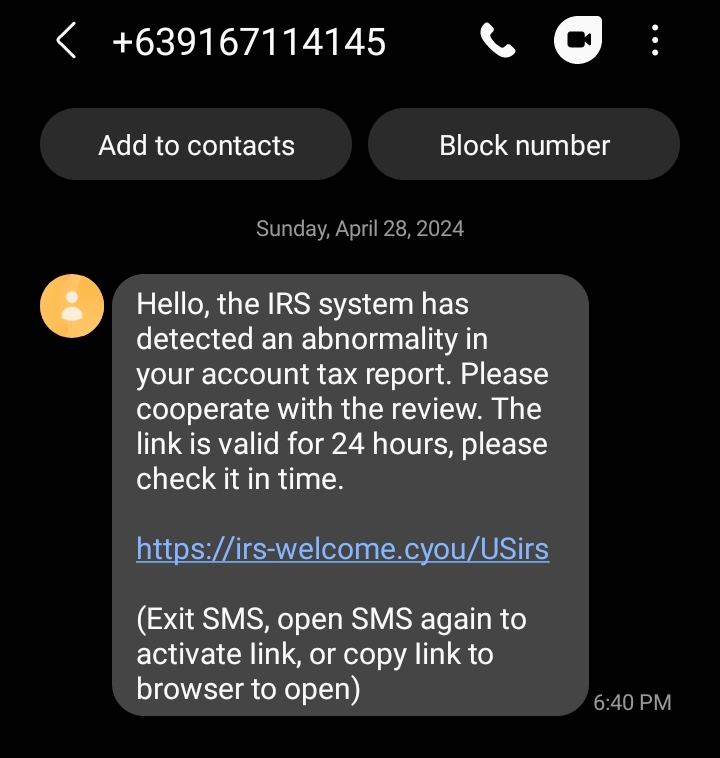 +639167114145
Add to contacts
Block number
Sunday, April 28, 2024
Hello, the IRS system has
detected an abnormality in
your account tax report. Please
cooperate with the review. The
link is valid for 24 hours, please
check it in time.
https://irs-welcome.cyou/USirs
(Exit SMS, open SMS again to
activate link, or copy link to
browser to open)
6:40 PM